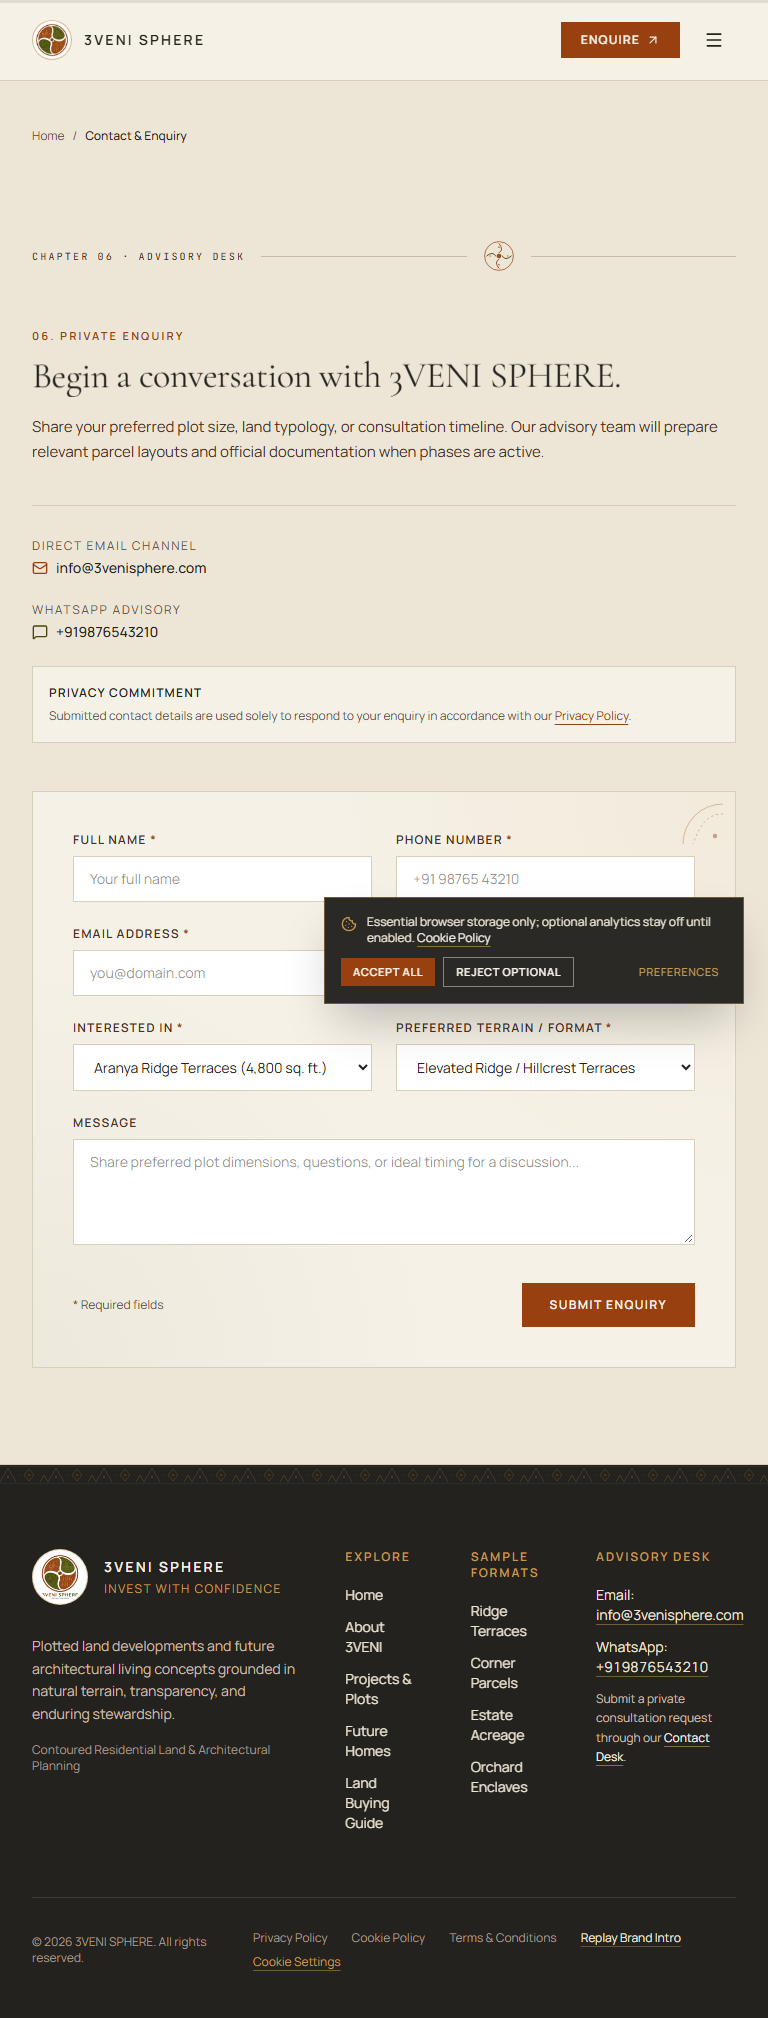 3VENI SPHERE
ENQUIRE
Home / Contact & Enquiry
CHAPTER 06 · ADVISORY DESK
06. PRIVATE ENQUIRY
Begin a conversation with 3VENI SPHERE.
Share your preferred plot size, land typology, or consultation timeline. Our advisory team will prepare
relevant parcel layouts and official documentation when phases are active.
DIRECT EMAIL CHANNEL
info@3venisphere.com
WHATSAPP ADVISORY
+919876543210
PRIVACY COMMITMENT
Submitted contact details are used solely to respond to your enquiry in accordance with our Privacy Policy.
FULL NAME *
Your full name
PHONE NUMBER *
+91 98765 43210
EMAIL ADDRESS *
you@domain.com
Essential browser storage only; optional analytics stay off until
enabled. Cookie Policy
ACCEPT ALL
REJECT OPTIONAL
PREFERENCES
INTERESTED IN *
Aranya Ridge Terraces (4,800 sq. ft.)
PREFERRED TERRAIN / FORMAT *
Elevated Ridge / Hillcrest Terraces
MESSAGE
Share preferred plot dimensions, questions, or ideal timing for a discussion...
* Required fields
SUBMIT ENQUIRY
3VENI SPHERE
3VENI SPHERE
INVEST WITH CONFIDENCE
Plotted land developments and future
architectural living concepts grounded in
natural terrain, transparency, and
enduring stewardship.
Contoured Residential Land & Architectural
Planning
EXPLORE
Home
About
3VENI
Projects &
Plots
Future
Homes
Land
Buying
Guide
SAMPLE
FORMATS
Ridge
Terraces
Corner
Parcels
Estate
Acreage
Orchard
Enclaves
ADVISORY DESK
Email:
info@3venisphere.com
WhatsApp:
+919876543210
Submit a private
consultation request
through our Contact
Desk.
© 2026 3VENI SPHERE. All rights
reserved.
Privacy Policy
Cookie Policy
Terms & Conditions
Replay Brand Intro
Cookie Settings